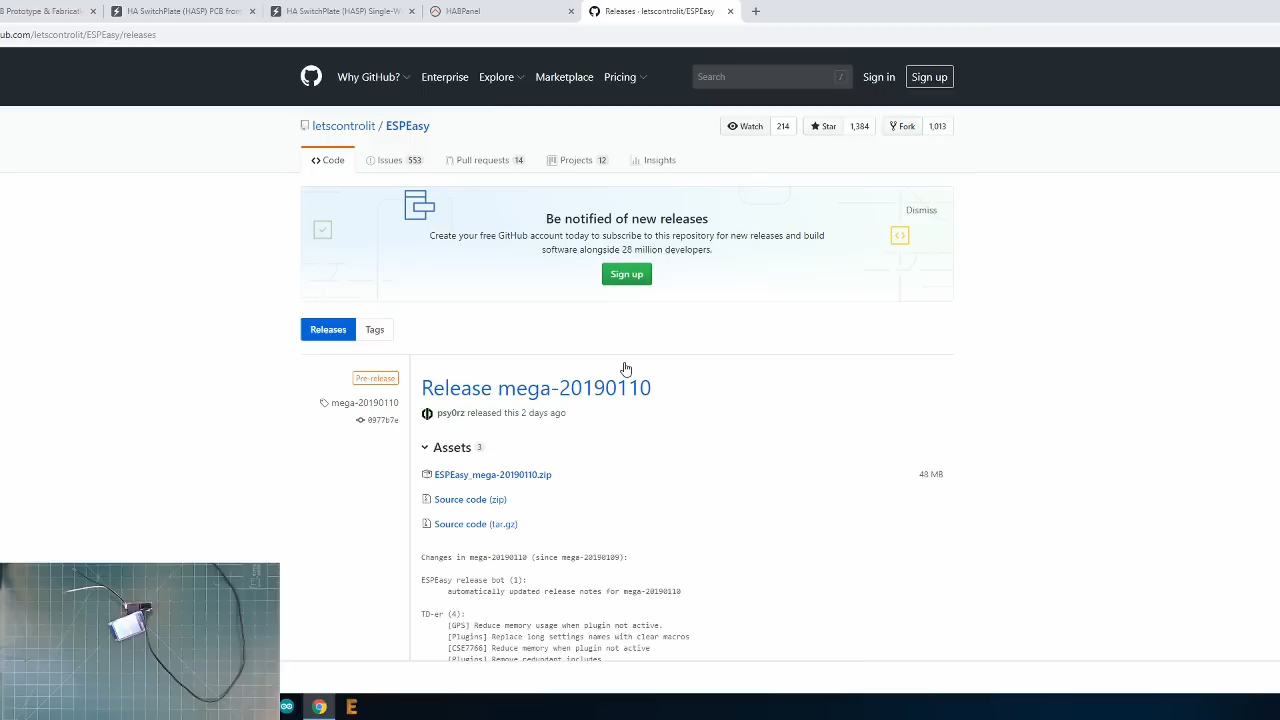 B Prototype & Fabricati
HA SwitchPlate (HASP) PCB from
HA SwitchPlate (HASP) Single-W
HABPanel
Releases · letscontrolit/ESPEasy
ub.com/letscontrolit/ESPEasy/releases
Why GitHub?
Enterprise
Explore
Marketplace
Pricing
Search
/
Sign in
Sign up
letscontrolit / ESPEasy
Watch 214
Star 1,384
Fork 1,013
Code
Issues 553
Pull requests 14
Projects 12
Insights
Be notified of new releases
Dismiss
Create your free GitHub account today to subscribe to this repository for new releases and build
software alongside 28 million developers.
Sign up
Releases
Tags
Pre-release
mega-20190110
0977b7e
Release mega-20190110
psy0rz released this 2 days ago
Assets 3
ESPEasy_mega-20190110.zip
48 MB
Source code (zip)
Source code (tar.gz)
Changes in mega-20190110 (since mega-20190109):
ESPEasy release bot (1):
automatically updated release notes for mega-20190110
TD-er (4):
[GPS] Reduce memory usage when plugin not active.
[Plugins] Replace long settings names with clear macros
[CSE7766] Reduce memory when plugin not active
[Plugins] Remove redundant includes